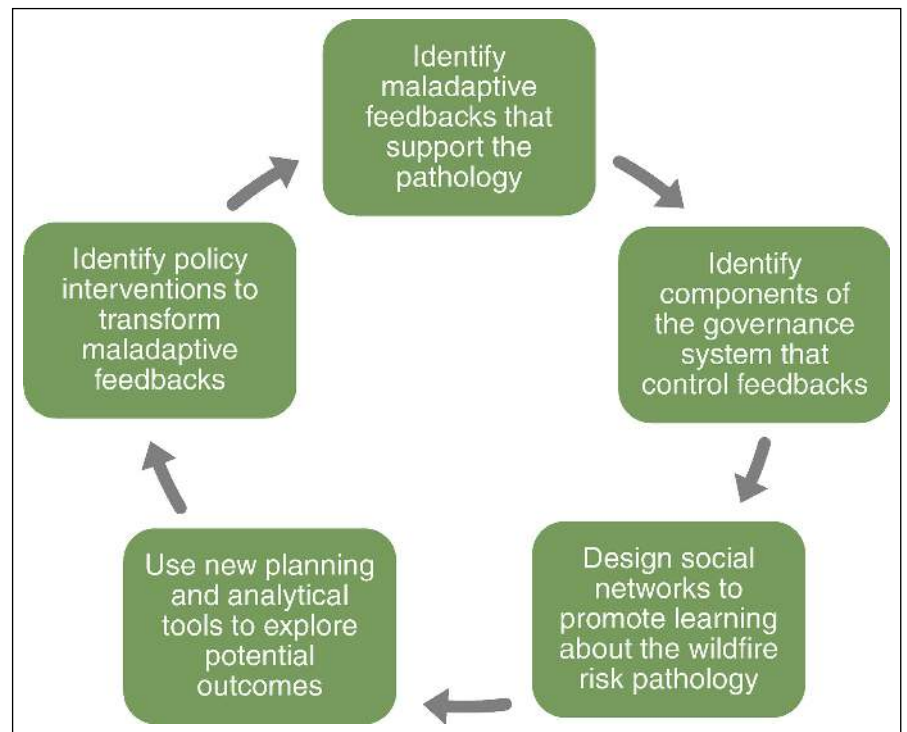 Identify
maladaptive
feedbacks that
support the
pathology
Identify
components of
the governance
system that
control feedbacks
Design social
networks to
promote learning
about the wildfire
risk pathology
Use new planning
and analytical
tools to explore
potential
outcomes
Identify policy
interventions to
transform
maladaptive
feedbacks